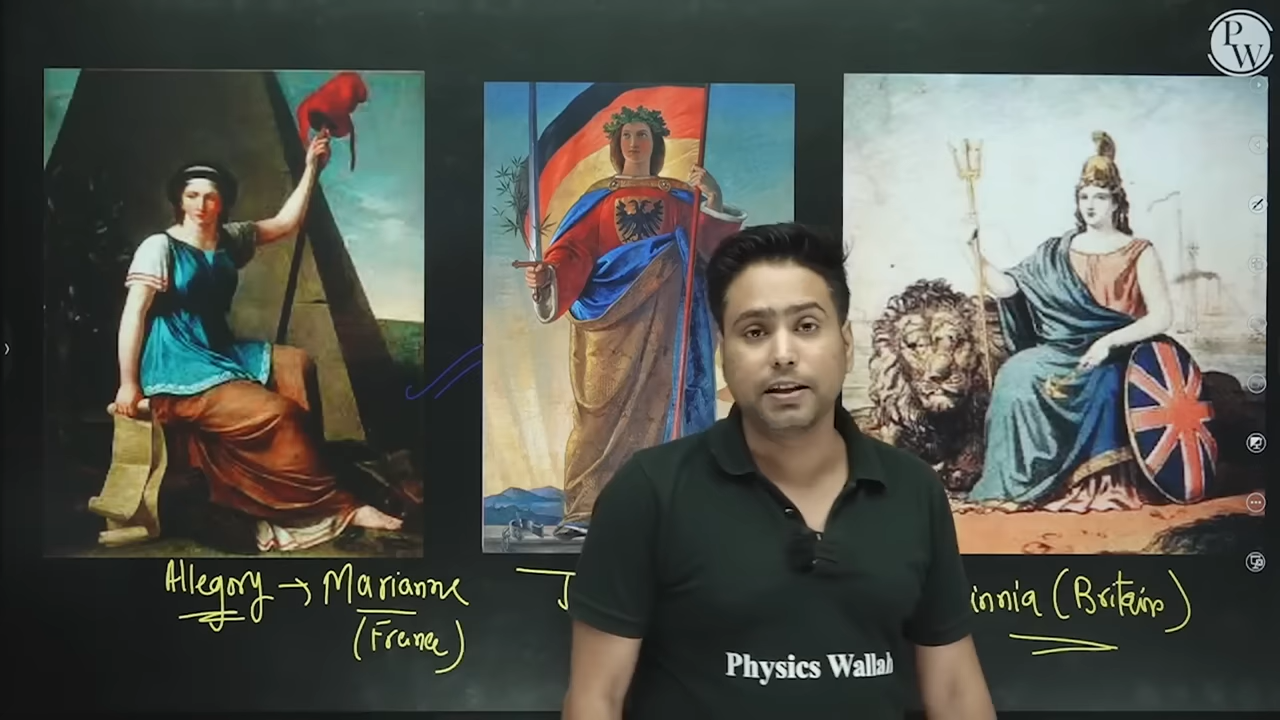 PW
Allegory → Marianne
(France)
innia (Britain)
Physics Wallah